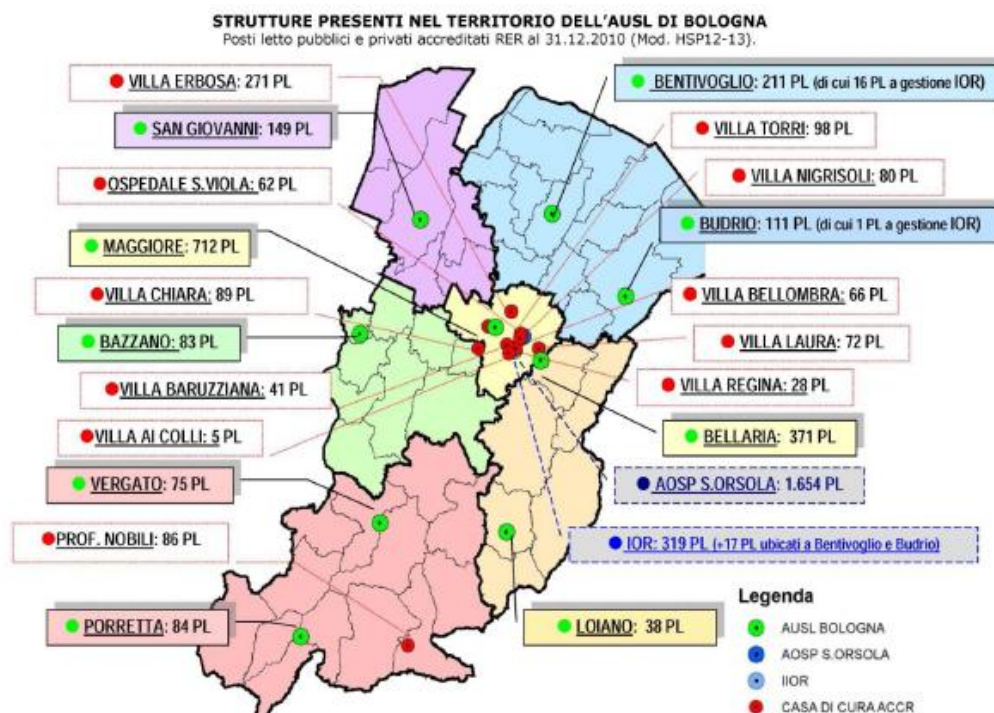 STRUTTURE PRESENTI NEL TERRITORIO DELL'AUSL DI BOLOGNA
Posti letto pubblici e privati accreditati RER al 31.12.2010 (Mod. HSP12-13).
VILLA ERBOSA: 271 PL
BENTIVOGLIO: 211 PL (di cui 16 PL a gestione IOR)
SAN GIOVANNI: 149 PL
VILLA TORRI: 98 PL
OSPEDALE S.VIOLA: 62 PL
VILLA NIGRISOLI: 80 PL
MAGGIORE: 712 PL
BUDRIO: 111 PL (di cui 1 PL a gestione IOR)
VILLA CHIARA: 89 PL
VILLA BELLOMBRA: 66 PL
BAZZANO: 83 PL
VILLA LAURA: 72 PL
VILLA BARUZZIANA: 41 PL
VILLA REGINA: 28 PL
VILLA AI COLLI: 5 PL
BELLARIA: 371 PL
VERGATO: 75 PL
AOSP S.ORSOLA: 1.654 PL
PROF. NOBILI: 86 PL
IOR: 319 PL (+17 PL ubicati a Bentivoglio e Budrio)
PORRETTA: 84 PL
LOIANO: 38 PL
Legenda
AUSL BOLOGNA
AOSP S.ORSOLA
IIOR
CASA DI CURA ACCR